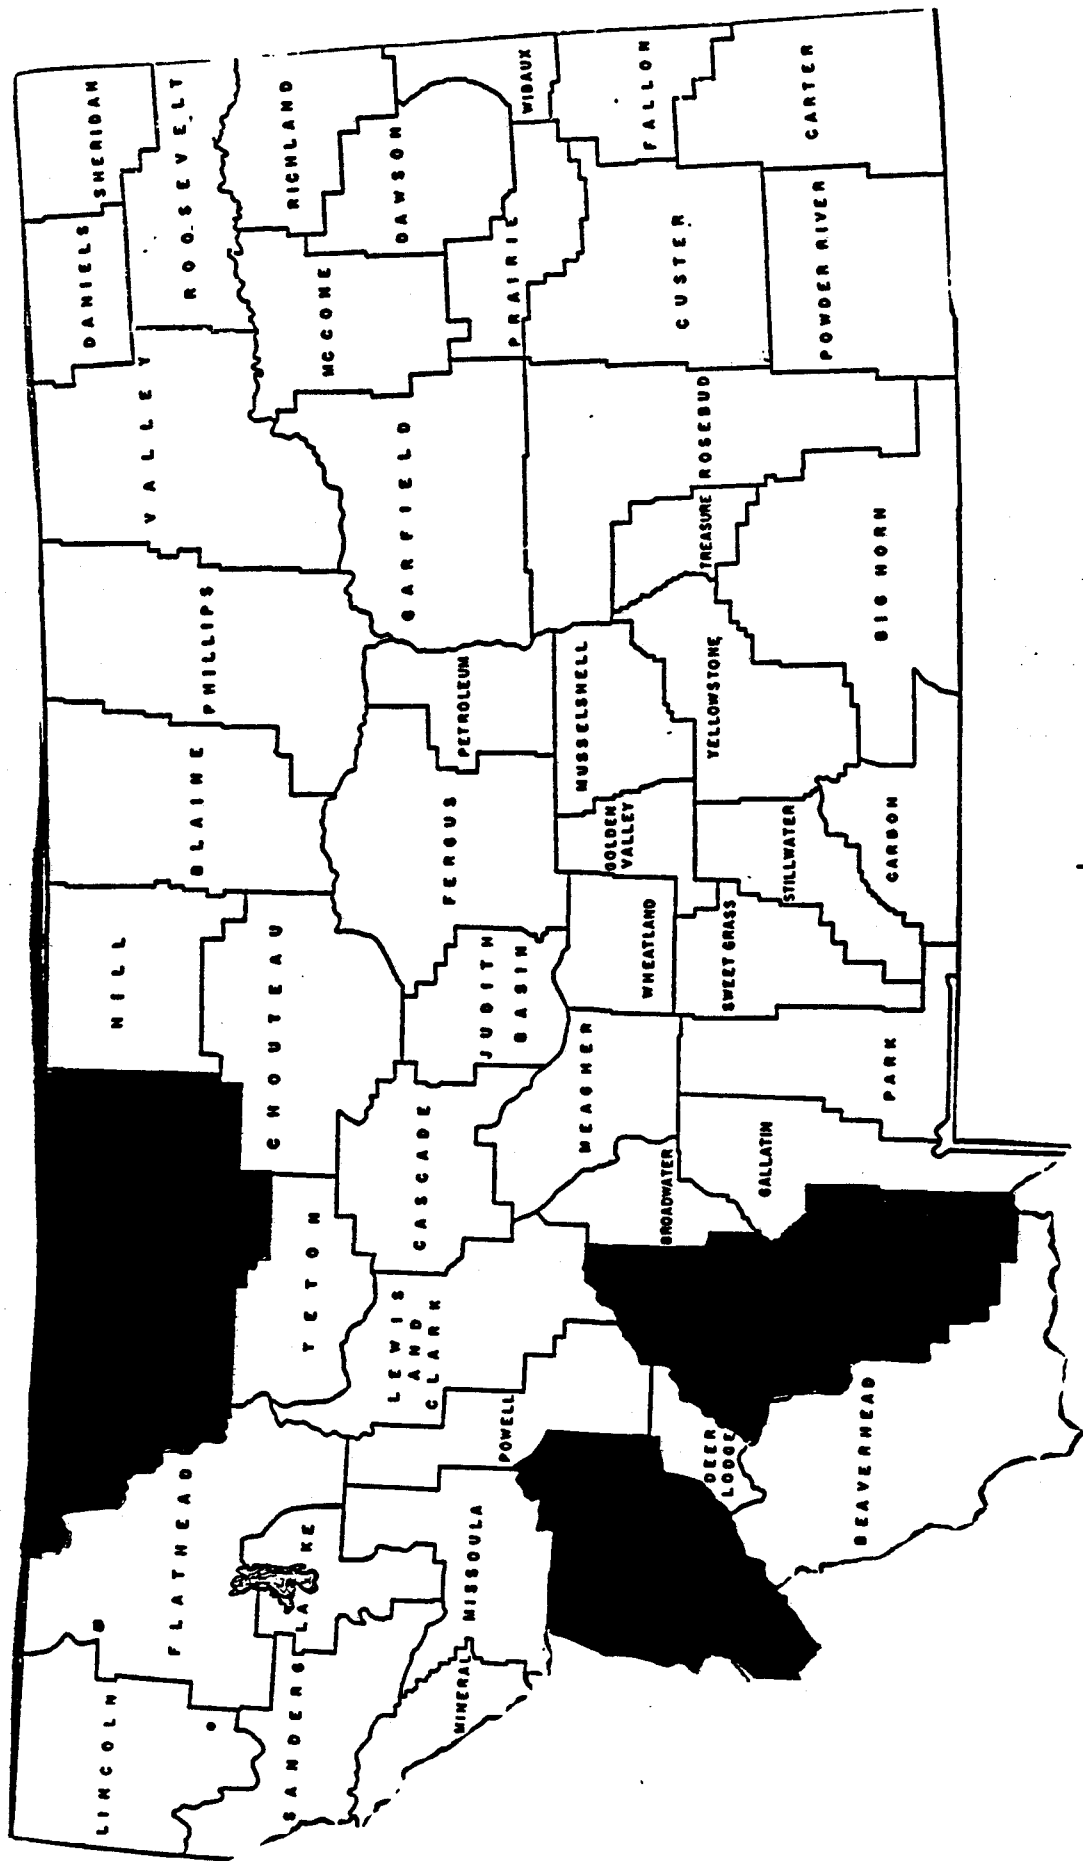 LINCOLN
FLATHEAD
SANDERS
LAKE
MINERAL
MISSOULA
POWELL
LEWIS
AND
CLARK
TETON
CASCADE
CHOUTEAU
HILL
BLAINE
PHILLIPS
VALLEY
DANIELS
SHERIDAN
ROOSEVELT
RICHLAND
MCCONE
DAWSON
GARFIELD
PRAIRIE
WIBAUX
PETROLEUM
FERGUS
JUDITH
BASIN
MEAGHER
BROADWATER
WHEATLAND
GOLDEN
VALLEY
MUSSELSHELL
TREASURE
ROSEBUD
CUSTER
FALLON
CARTER
POWDER RIVER
BIG HORN
YELLOWSTONE
STILLWATER
CARBON
SWEET GRASS
PARK
GALLATIN
DEER
LODGE
BEAVERHEAD